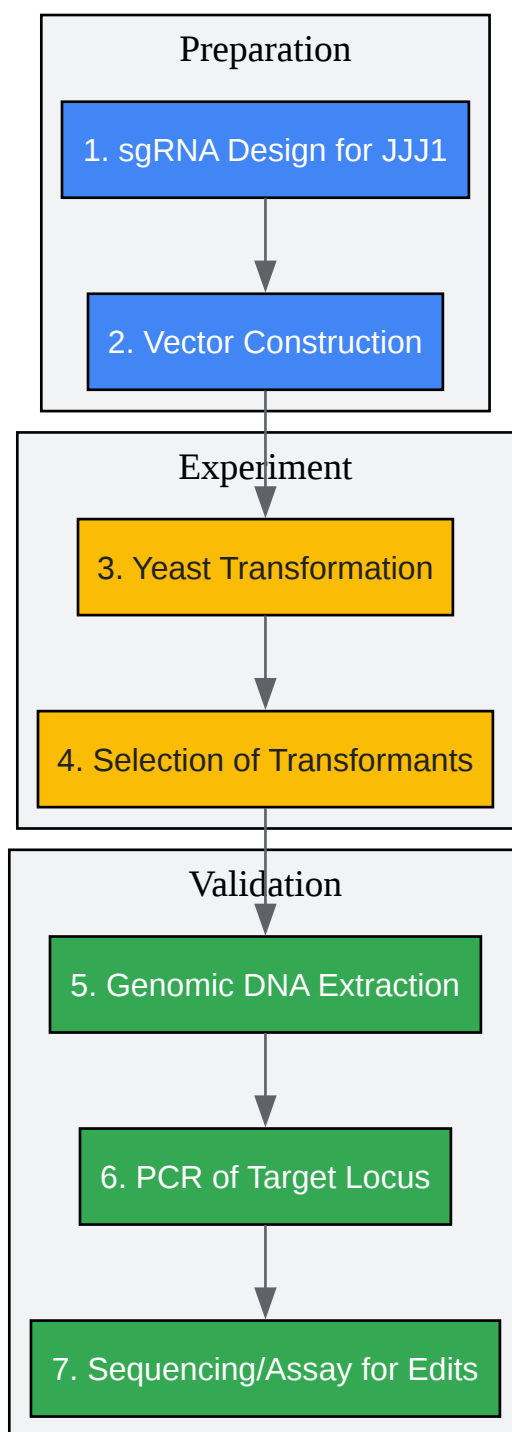 Preparation
1. sgRNA Design for JJJ1
2. Vector Construction
Experiment
3. Yeast Transformation
4. Selection of Transformants
Validation
5. Genomic DNA Extraction
6. PCR of Target Locus
7. Sequencing/Assay for Edits